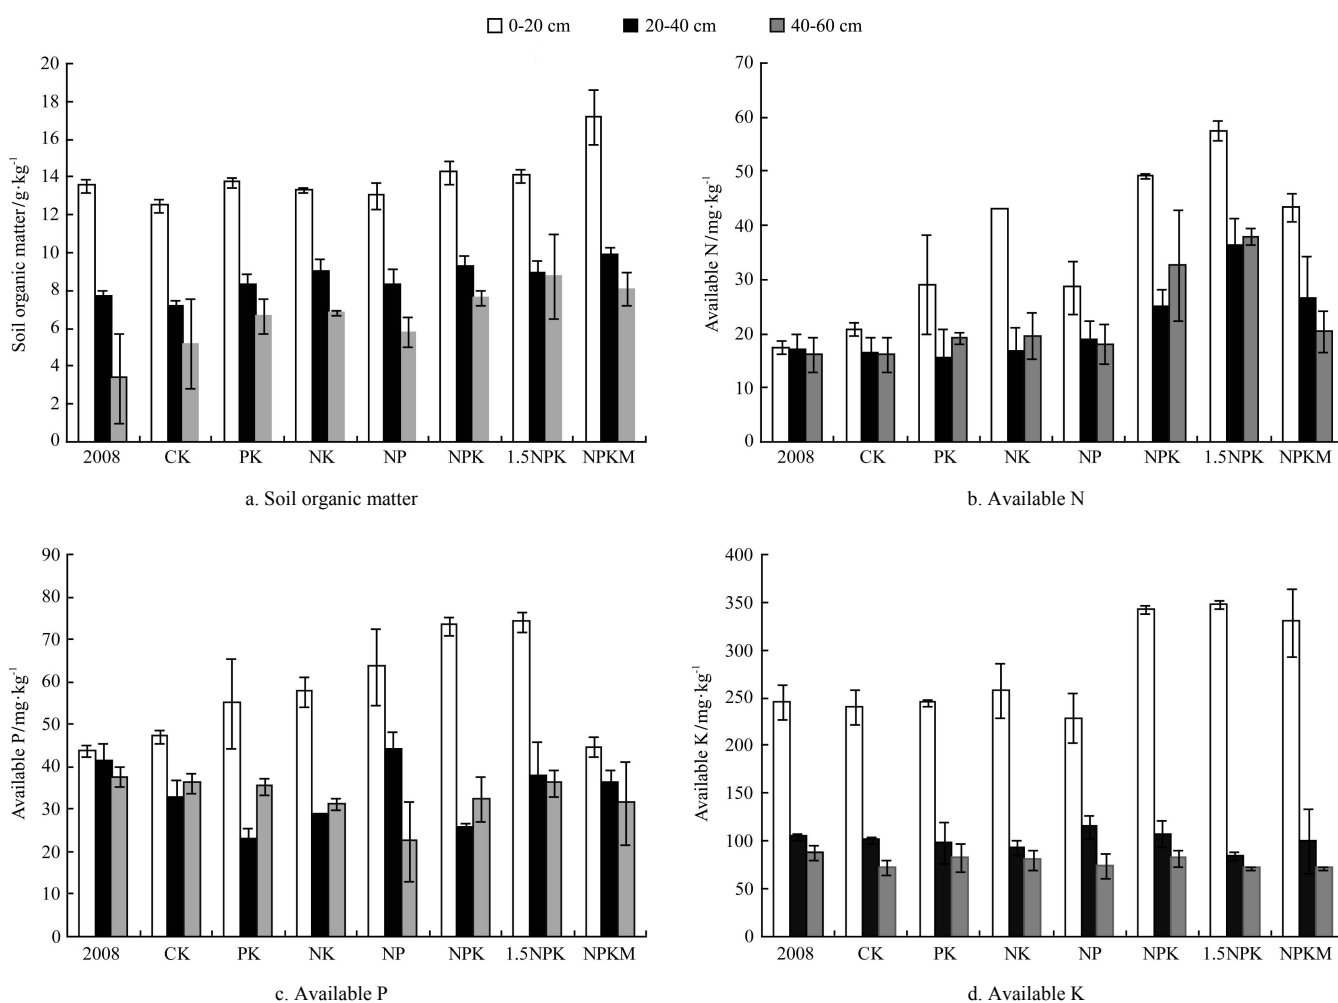 0-20 cm 20-40 cm 40-60 cm
Soil organic matter/g·kg⁻¹
20
18
16
14
12
10
8
6
4
2
0
2008 CK PK NK NP NPK 1.5NPK NPKM
a. Soil organic matter
Available N/mg·kg⁻¹
70
60
50
40
30
20
10
0
2008 CK PK NK NP NPK 1.5NPK NPKM
b. Available N
Available P/mg·kg⁻¹
90
80
70
60
50
40
30
20
10
0
2008 CK PK NK NP NPK 1.5NPK NPKM
c. Available P
Available K/mg·kg⁻¹
400
350
300
250
200
150
100
50
0
2008 CK PK NK NP NPK 1.5NPK NPKM
d. Available K